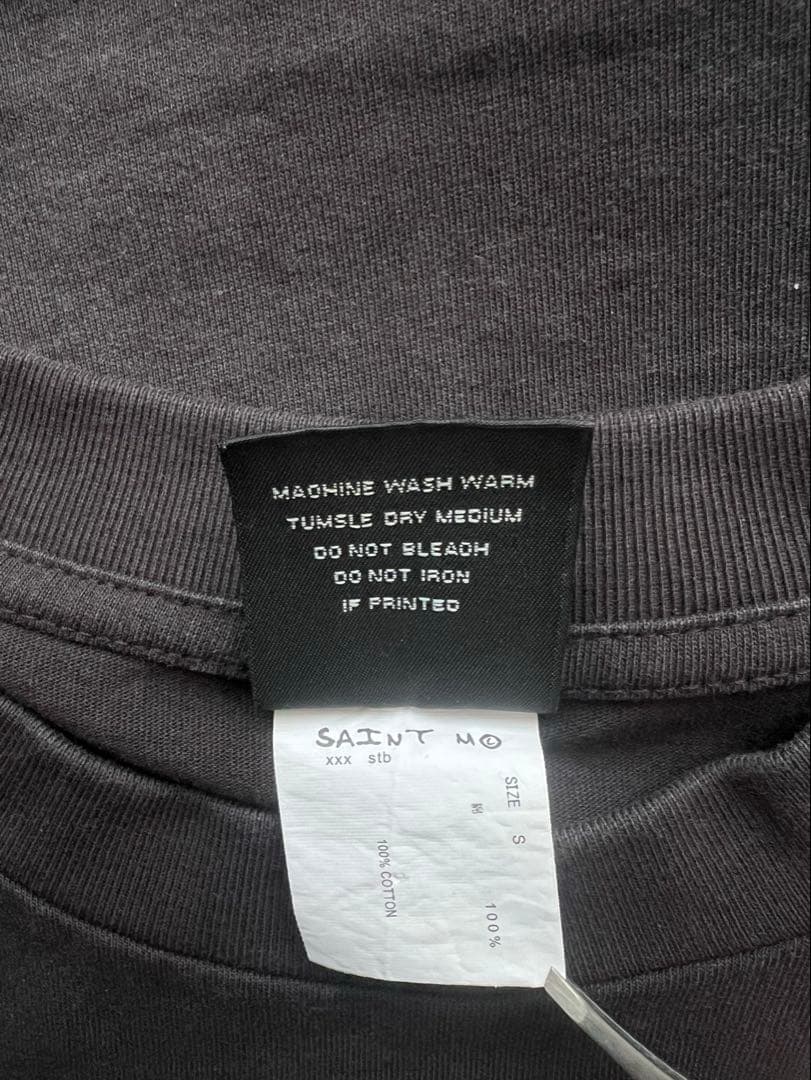 MACHINE WASH WARM
TUMSLE DRY MEDIUM
DO NOT BLEACH
DO NOT IRON
IF PRINTED
SAINT M©
xxx stb
SIZE S
100% COTTON
100%